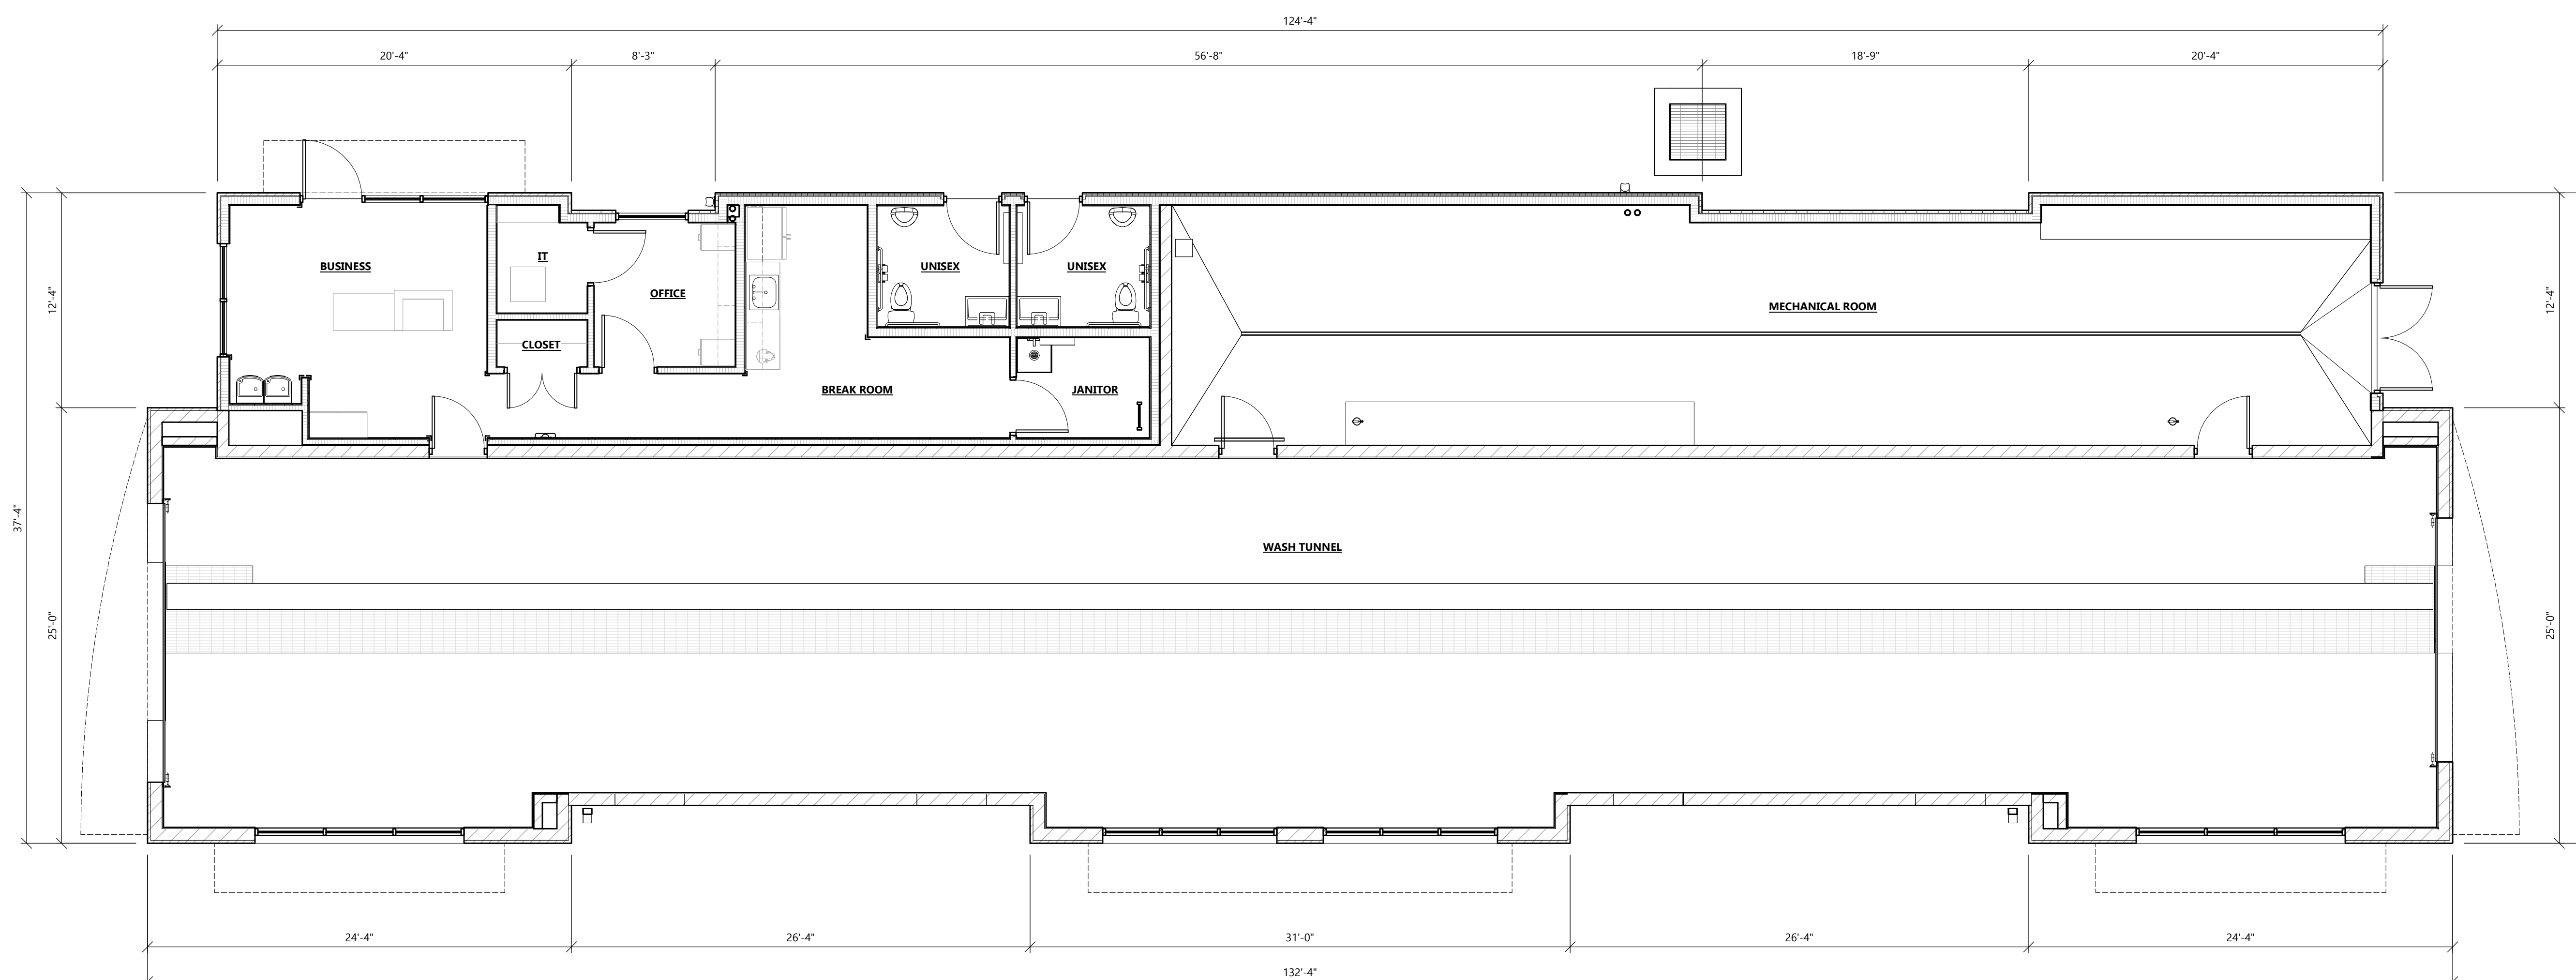 124'-4"
20'-4"
8'-3"
56'-8"
18'-9"
20'-4"
BUSINESS
IT
OFFICE
CLOSET
UNISEX
UNISEX
BREAK ROOM
JANITOR
MECHANICAL ROOM
12'-4"
12'-4"
37'-4"
25'-0"
25'-0"
WASH TUNNEL
24'-4"
26'-4"
31'-0"
26'-4"
24'-4"
132'-4"